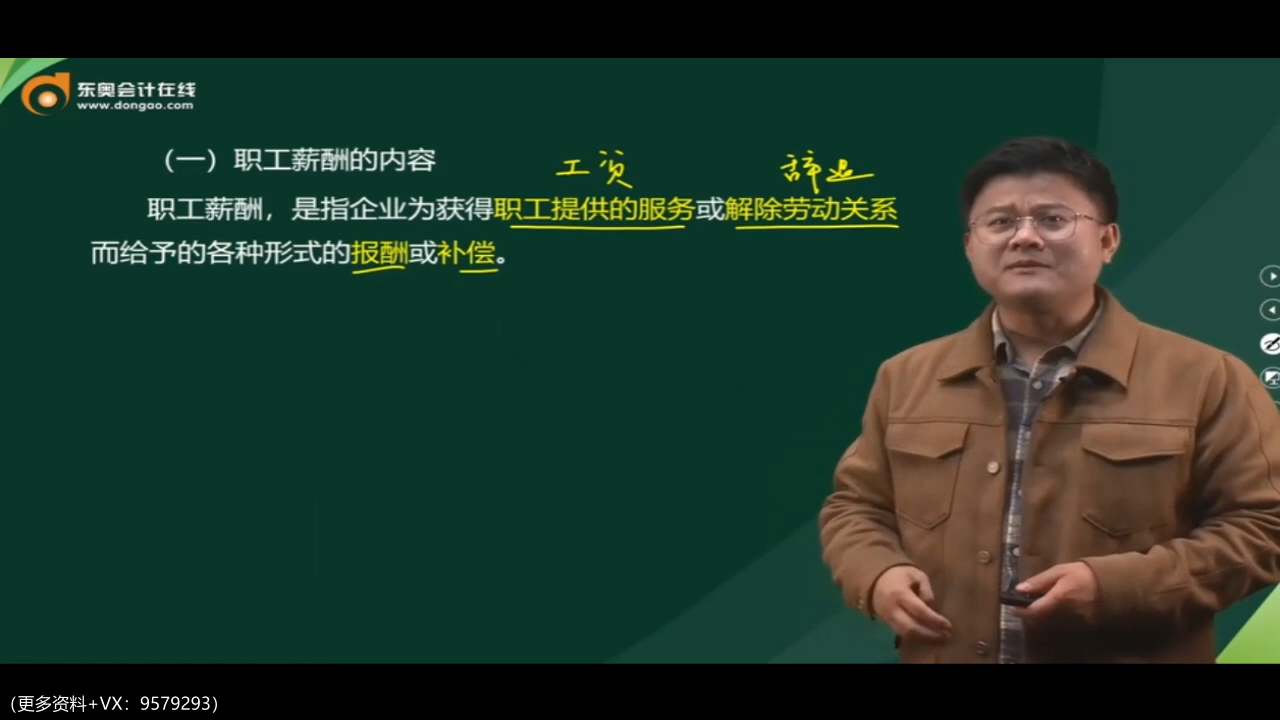 东奥会计在线
www.dongao.com
（一）职工薪酬的内容
工资 辞退
职工薪酬，是指企业为获得职工提供的服务或解除劳动关系
而给予的各种形式的报酬或补偿。
(更多资料+VX：9579293)